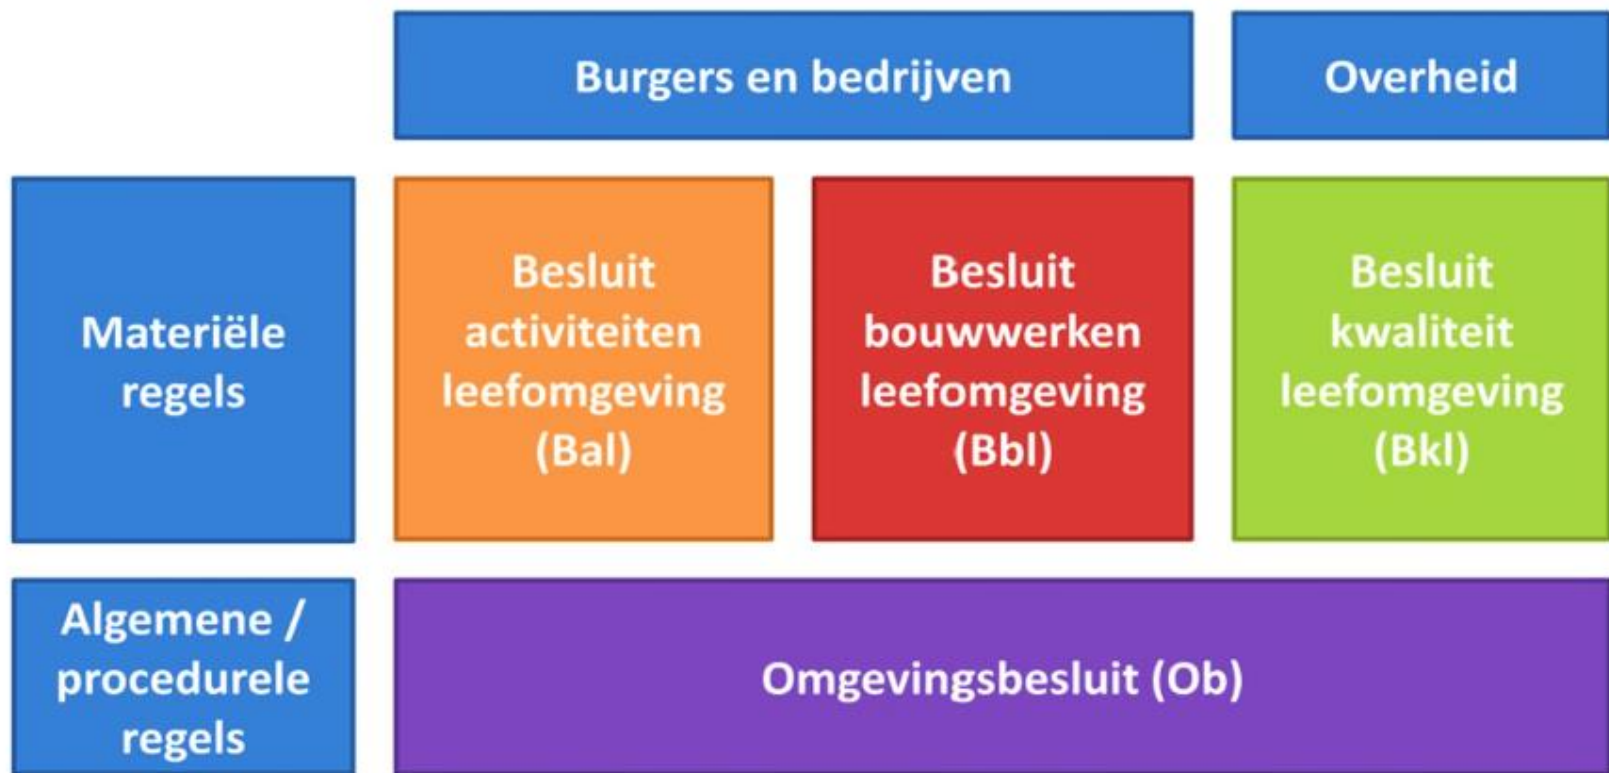 Burgers en bedrijven
Overheid
Materiële
regels
Besluit
activiteiten
leefomgeving
(Bal)
Besluit
bouwwerken
leefomgeving
(Bbl)
Besluit
kwaliteit
leefomgeving
(Bkl)
Algemene /
procedurele
regels
Omgevingsbesluit (Ob)